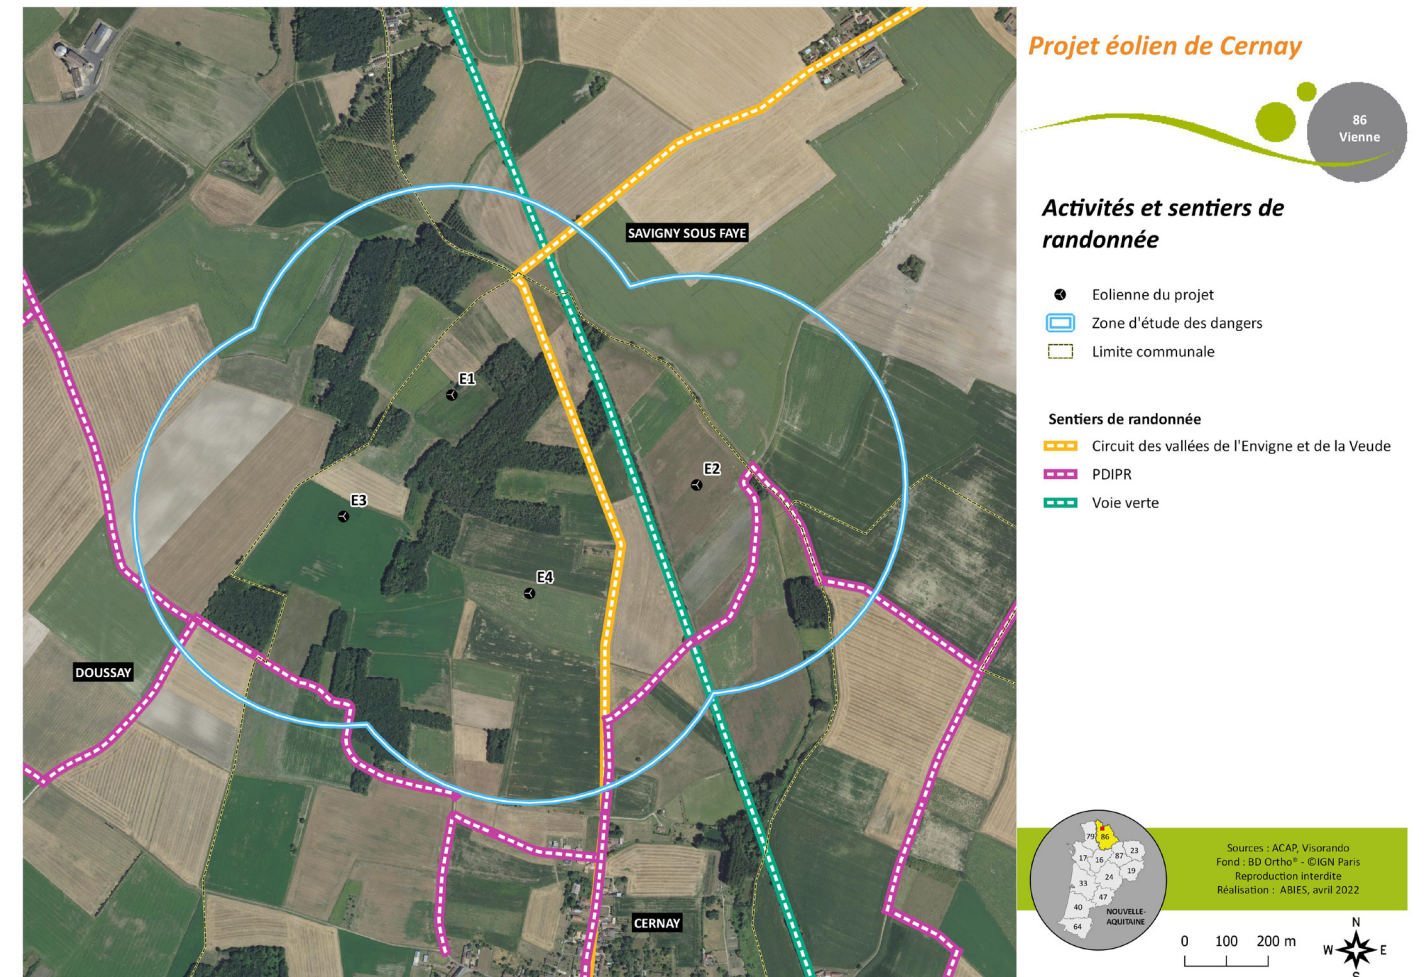 Projet éolien de Cernay
86
Vienne
Activités et sentiers de
randonnée
Eolienne du projet
Zone d'étude des dangers
Limite communale
Sentiers de randonnée
Circuit des vallées de l'Envigne et de la Veude
PDIPR
Voie verte
SAVIGNY SOUS FAYE
E1
E2
E3
E4
DOUSSAY
CERNAY
79
86
17
16
87
23
19
24
33
47
40
64
NOUVELLE-
AQUITAINE
Sources : ACAP, Visorando
Fond : BD Ortho® - ©IGN Paris
Reproduction interdite
Réalisation : ABIES, avril 2022
0 100 200 m
N
W E
S